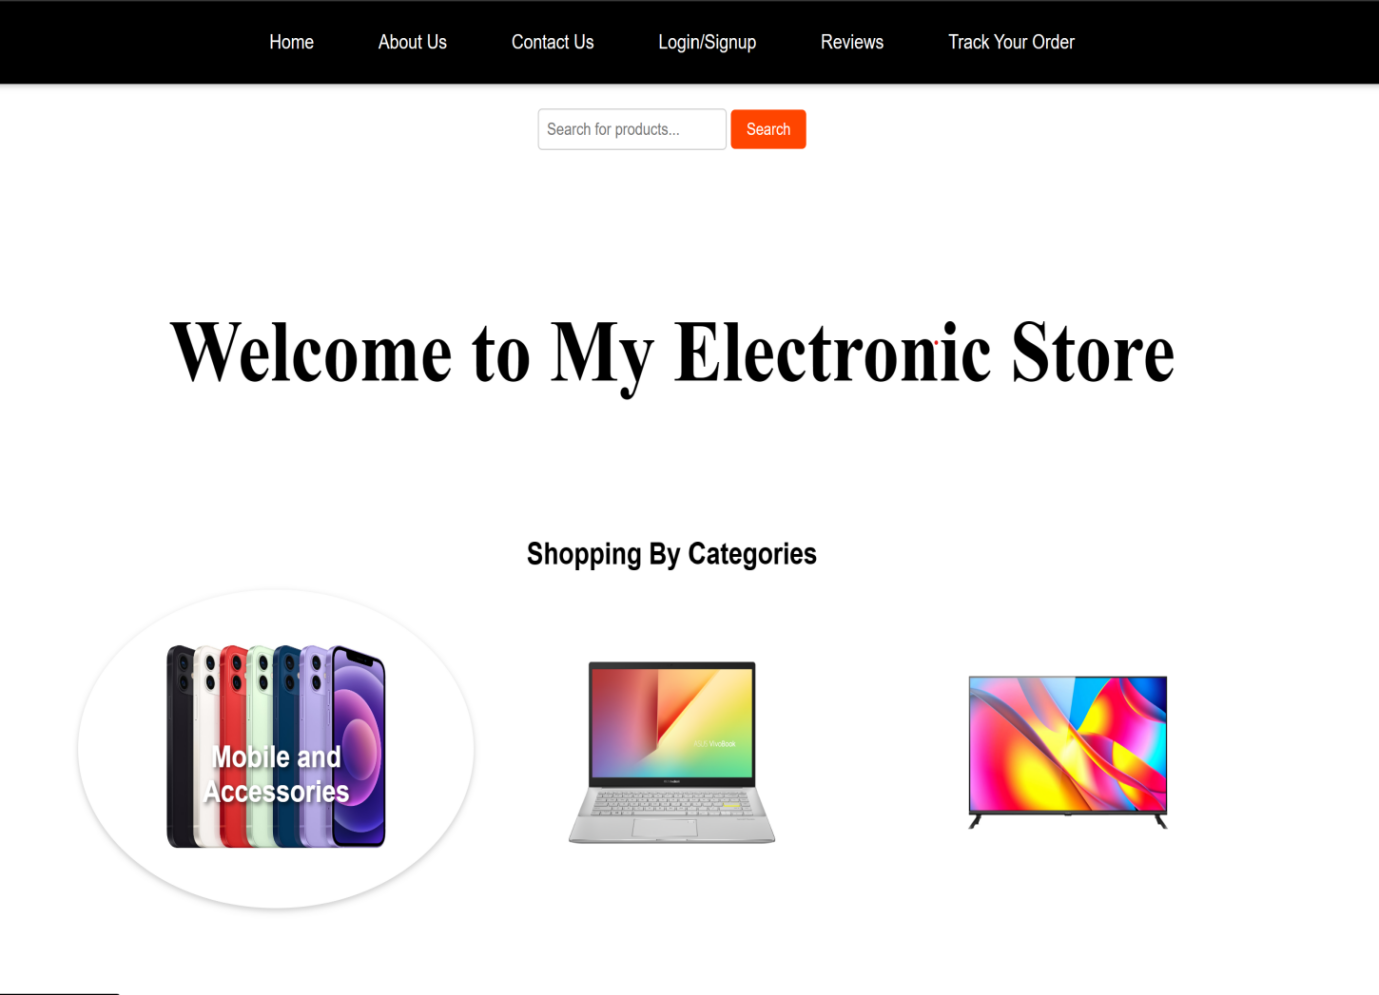 Home About Us Contact Us Login/Signup Reviews Track Your Order
Search for products... Search
Welcome to My Electronic Store
Shopping By Categories
Mobile and
Accessories
VivoBook